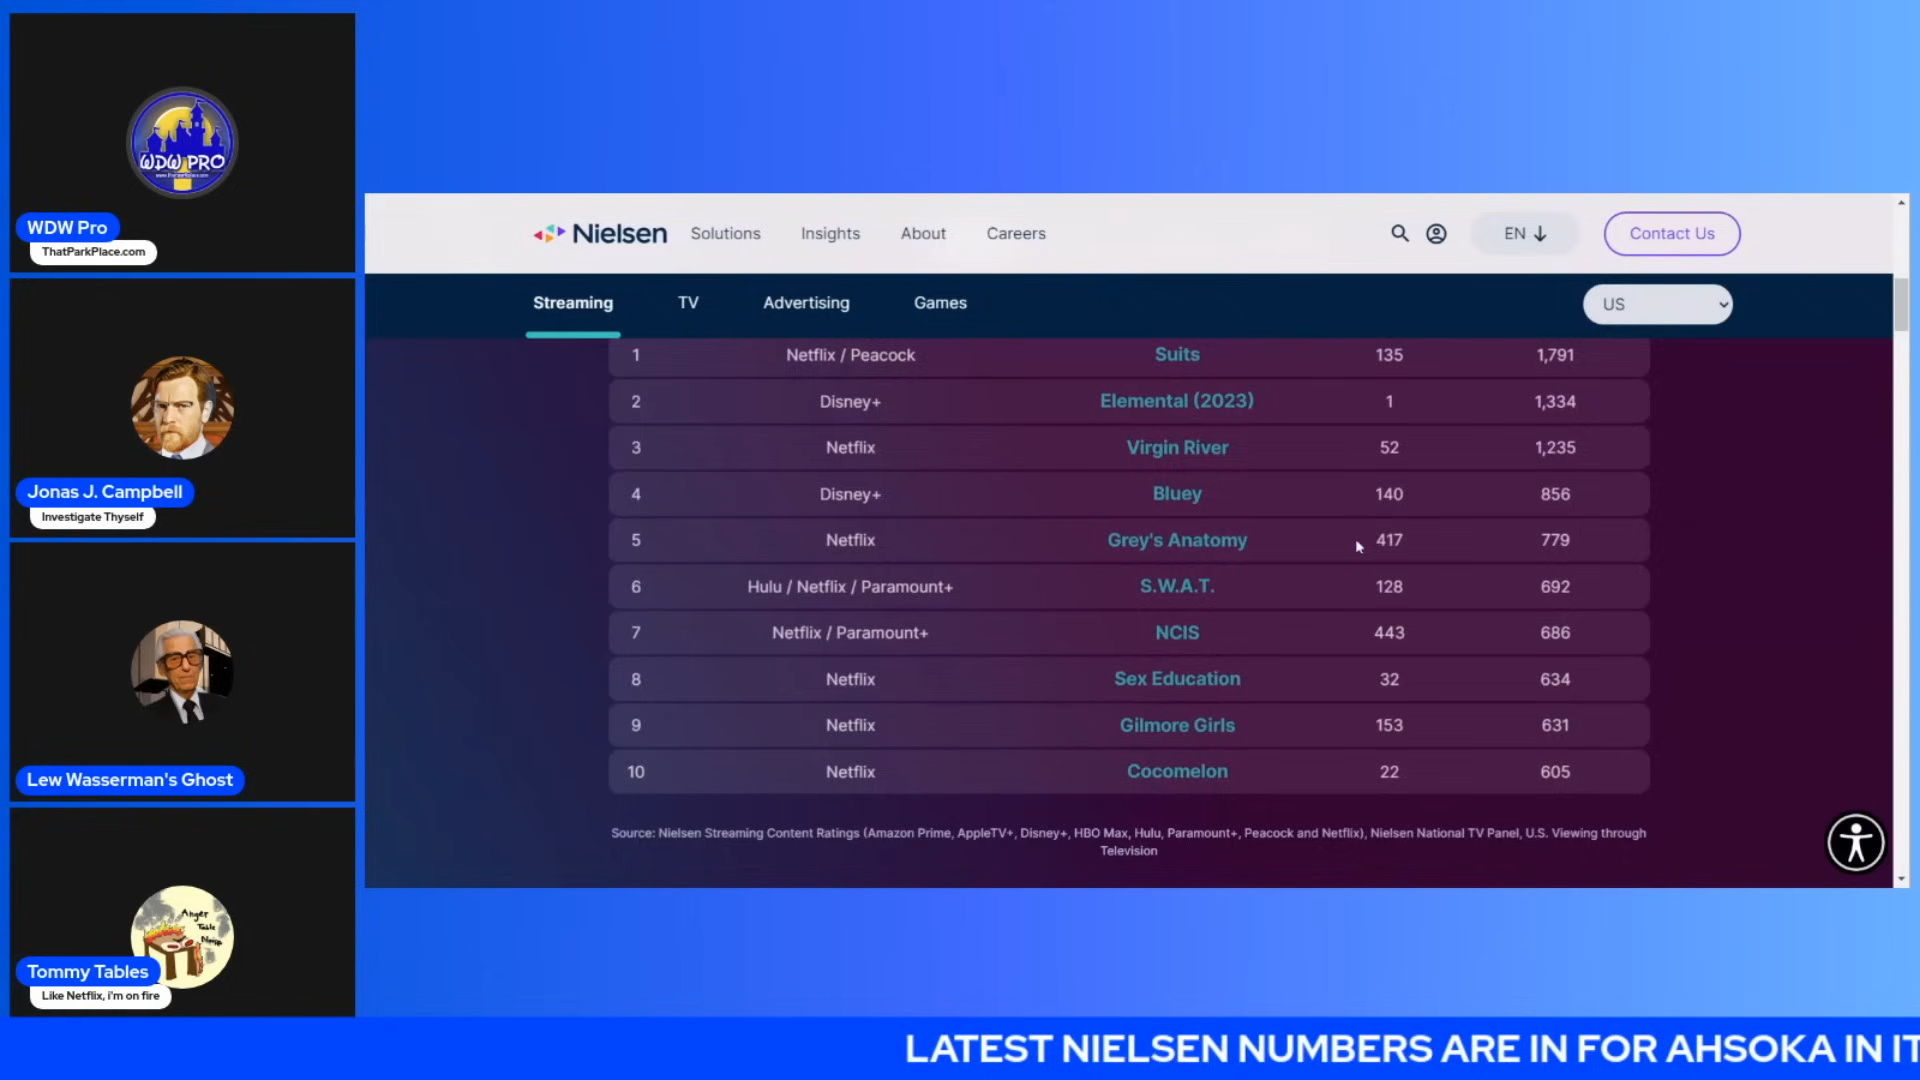 WDW PRO
WDW Pro
ThatParkPlace.com
Jonas J. Campbell
Investigate Thyself
Lew Wasserman's Ghost
Anger
Table
Tommy Tables
Like Netflix, i'm on fire
Nielsen Solutions Insights About Careers EN Contact Us
Streaming TV Advertising Games US
1 Netflix / Peacock Suits 135 1,791
2 Disney+ Elemental (2023) 1 1,334
3 Netflix Virgin River 52 1,235
4 Disney+ Bluey 140 856
5 Netflix Grey's Anatomy 417 779
6 Hulu / Netflix / Paramount+ S.W.A.T. 128 692
7 Netflix / Paramount+ NCIS 443 686
8 Netflix Sex Education 32 634
9 Netflix Gilmore Girls 153 631
10 Netflix Cocomelon 22 605
Source: Nielsen Streaming Content Ratings (Amazon Prime, AppleTV+, Disney+, HBO Max, Hulu, Paramount+, Peacock and Netflix), Nielsen National TV Panel, U.S. Viewing through
Television
LATEST NIELSEN NUMBERS ARE IN FOR AHSOKA IN IT